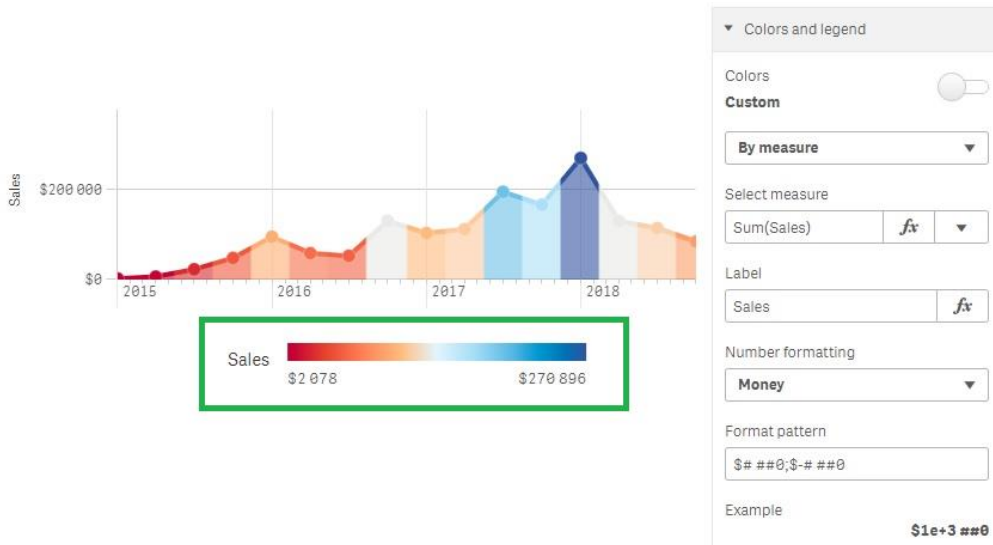 Sales
$200 000
$0
2015 2016 2017 2018
Sales
$2 078 $270 896
Colors and legend
Colors
Custom
By measure
Select measure
Sum(Sales) fx
Label
Sales fx
Number formatting
Money
Format pattern
$# ##0;$-# ##0
Example
$1e+3 ##0